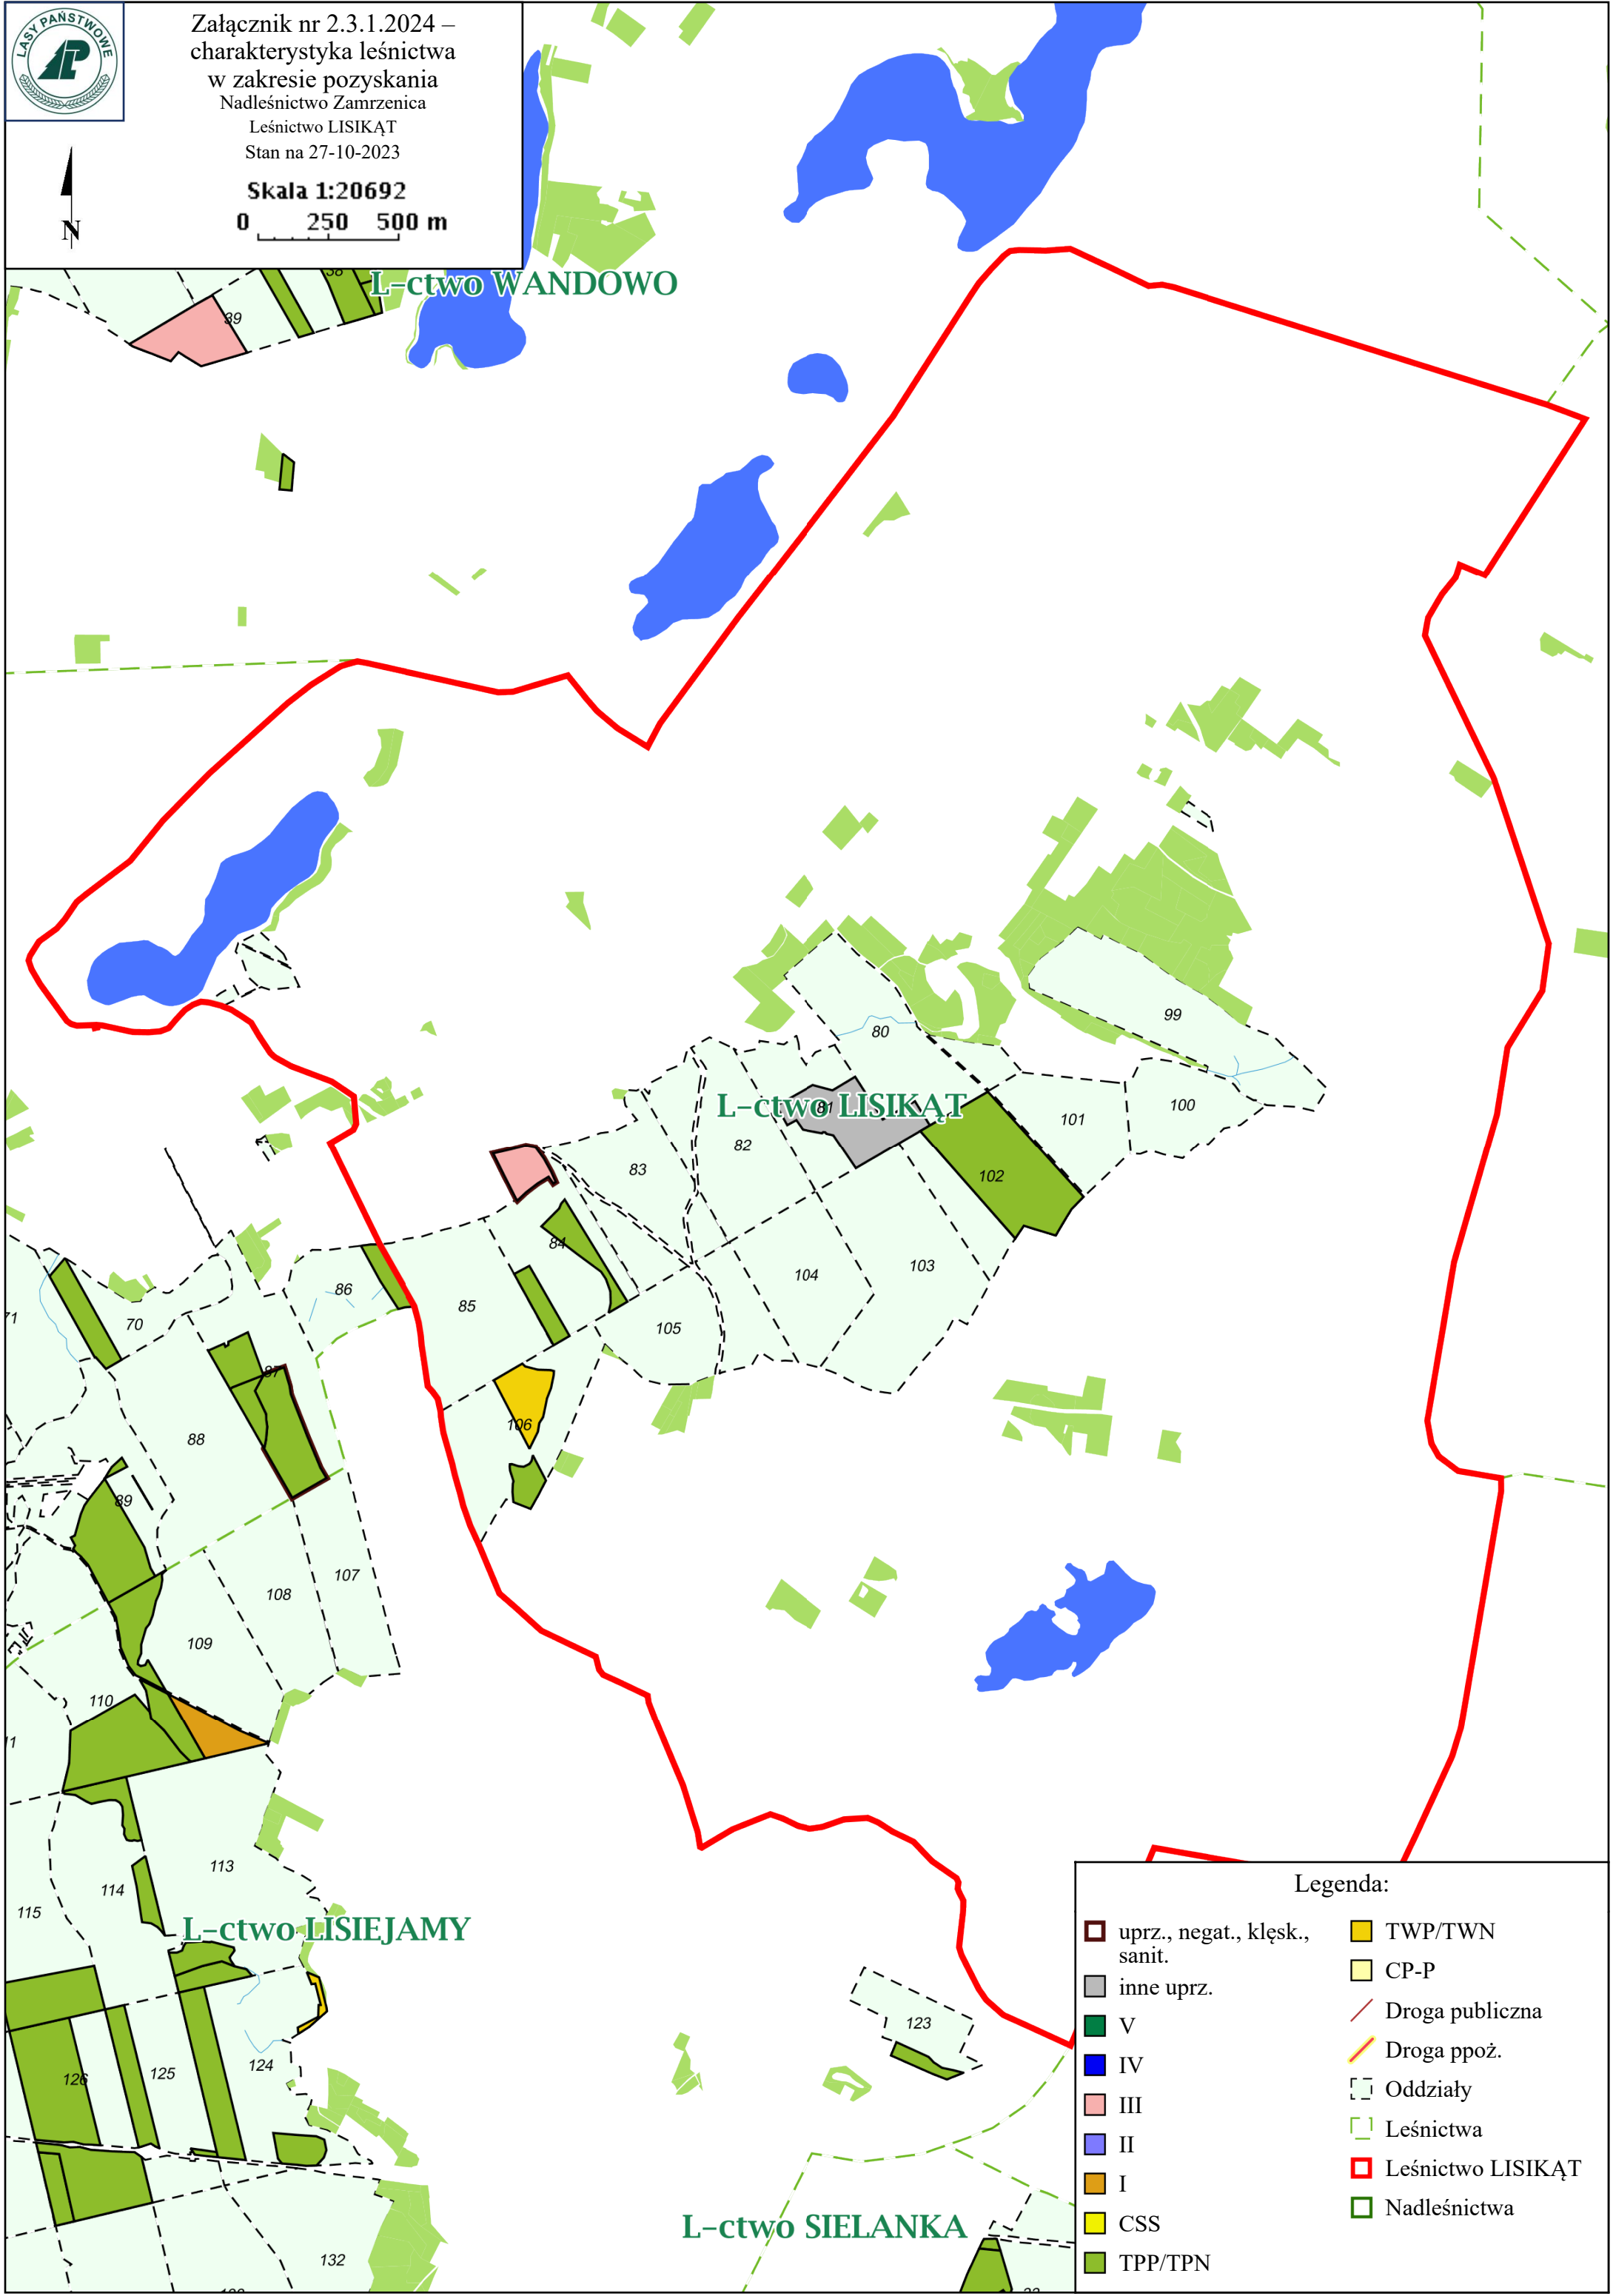 LASY PAŃSTWOWE
Załącznik nr 2.3.1.2024 –
charakterystyka leśnictwa
w zakresie pozyskania
Nadleśnictwo Zamrzenica
Leśnictwo LISIKĄT
Stan na 27-10-2023
N
Skala 1:20692
0 250 500 m
38
L-ctwo WANDOWO
39
99
80
81
L-ctwo LISIKĄT
100
101
82
83
102
84
103
104
86
85
105
71
70
87
106
88
89
107
108
109
110
113
114
115
L-ctwo LISIEJAMY
123
124
125
126
L-ctwo SIELANKA
132
Legenda:
uprz., negat., klęsk.,
sanit.
inne uprz.
V
IV
III
II
I
CSS
TPP/TPN
TWP/TWN
CP-P
Droga publiczna
Droga ppoż.
Oddziały
Leśnictwa
Leśnictwo LISIKĄT
Nadleśnictwa